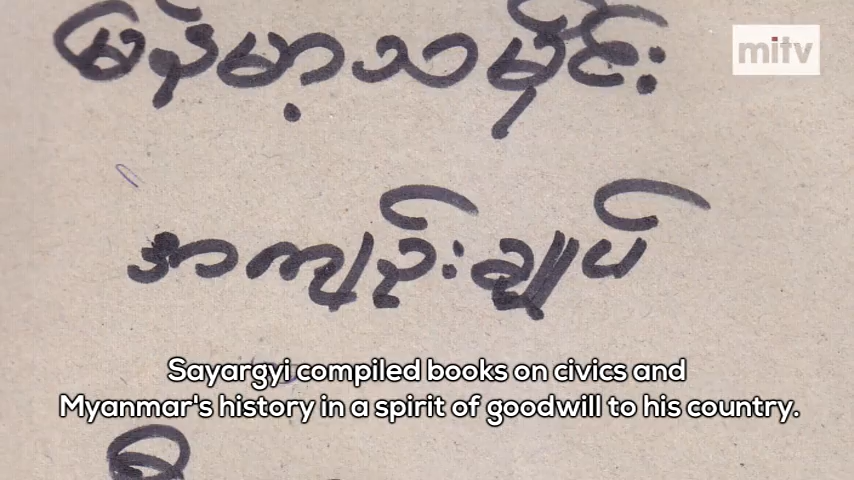 မြန်မာ့သမိုင်း
mitv
အကျဉ်းချုပ်
Sayargyi compiled books on civics and
Myanmar's history in a spirit of goodwill to his country.